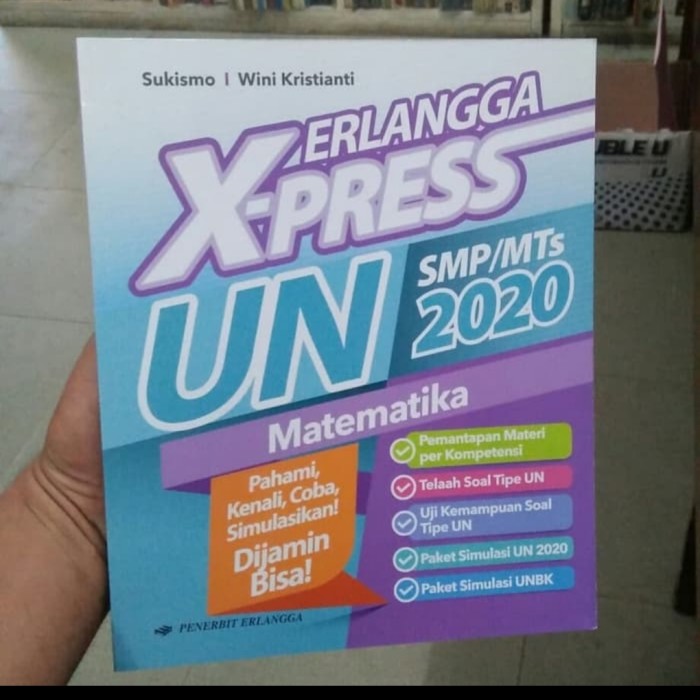 Sukismo | Wini Kristianti
ERLANGGA
X-PRESS
UN
SMP/MTs
2020
Matematika
Pahami,
Kenali, Coba,
Simulasikan!
Dijamin
Bisa!
Pemantapan Materi
per Kompetensi
Telaah Soal Tipe UN
Uji Kemampuan Soal
Tipe UN
Paket Simulasi UN 2020
Paket Simulasi UNBK
PENERBIT ERLANGGA
UBLE U